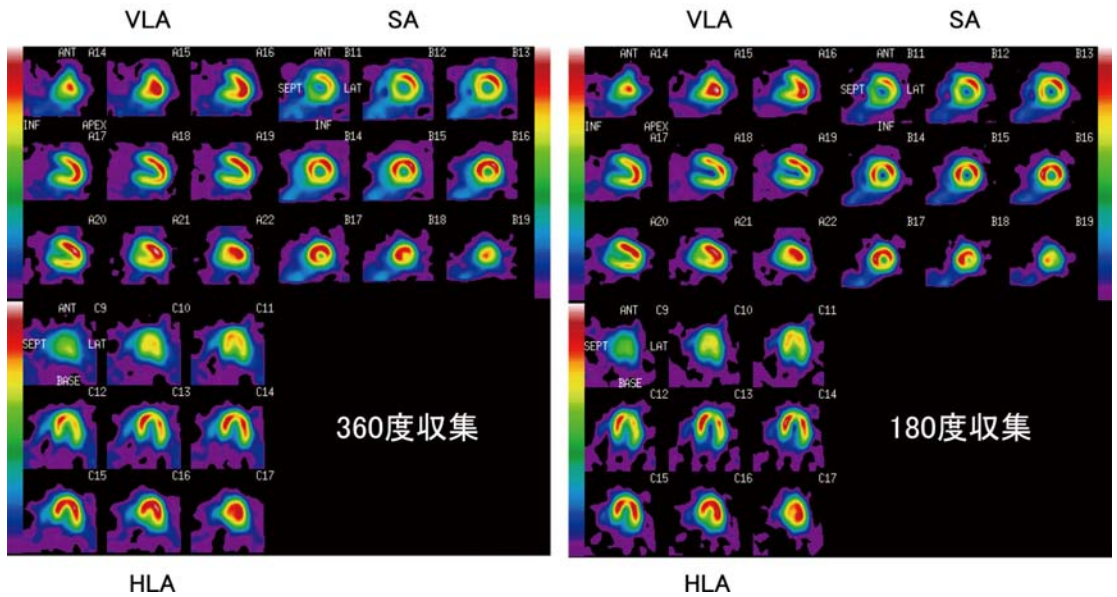 VLA SA
ANT A14 A15 A16 ANT B11 B12 B13
SEPT LAT
INF APEX INF
A17 A18 A19 B14 B15 B16
A20 A21 A22 B17 B18 B19
ANT C9 C10 C11
SEPT LAT
BASE
C12 C13 C14
360度収集
C15 C16 C17
HLA
VLA SA
ANT A14 A15 A16 ANT B11 B12 B13
SEPT LAT
INF APEX INF
A17 A18 A19 B14 B15 B16
A20 A21 A22 B17 B18 B19
ANT C9 C10 C11
SEPT LAT
BASE
C12 C13 C14
180度収集
C15 C16 C17
HLA